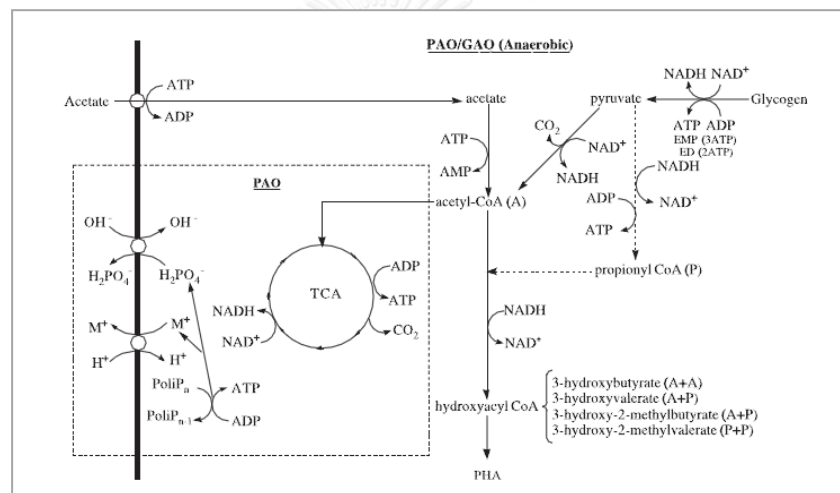 PAO/GAO (Anaerobic)
Acetate
ATP
ADP
acetate
pyruvate
NADH NAD⁺
Glycogen
ATP ADP
EMP (3ATP)
ED (2ATP)
CO₂
NAD⁺
NADH
ATP
AMP
NADH
NAD⁺
ADP
ATP
acetyl-CoA (A)
propionyl CoA (P)
PAO
OH⁻
OH⁻
H₂PO₄⁻
H₂PO₄⁻
M⁺
M⁺
H⁺
H⁺
PoliPₙ
PoliPₙ₋₁
ATP
ADP
TCA
ADP
ATP
CO₂
NADH
NAD⁺
NADH
NAD⁺
hydroxyacyl CoA
3-hydroxybutyrate (A+A)
3-hydroxyvalerate (A+P)
3-hydroxy-2-methylbutyrate (A+P)
3-hydroxy-2-methylvalerate (P+P)
PHA